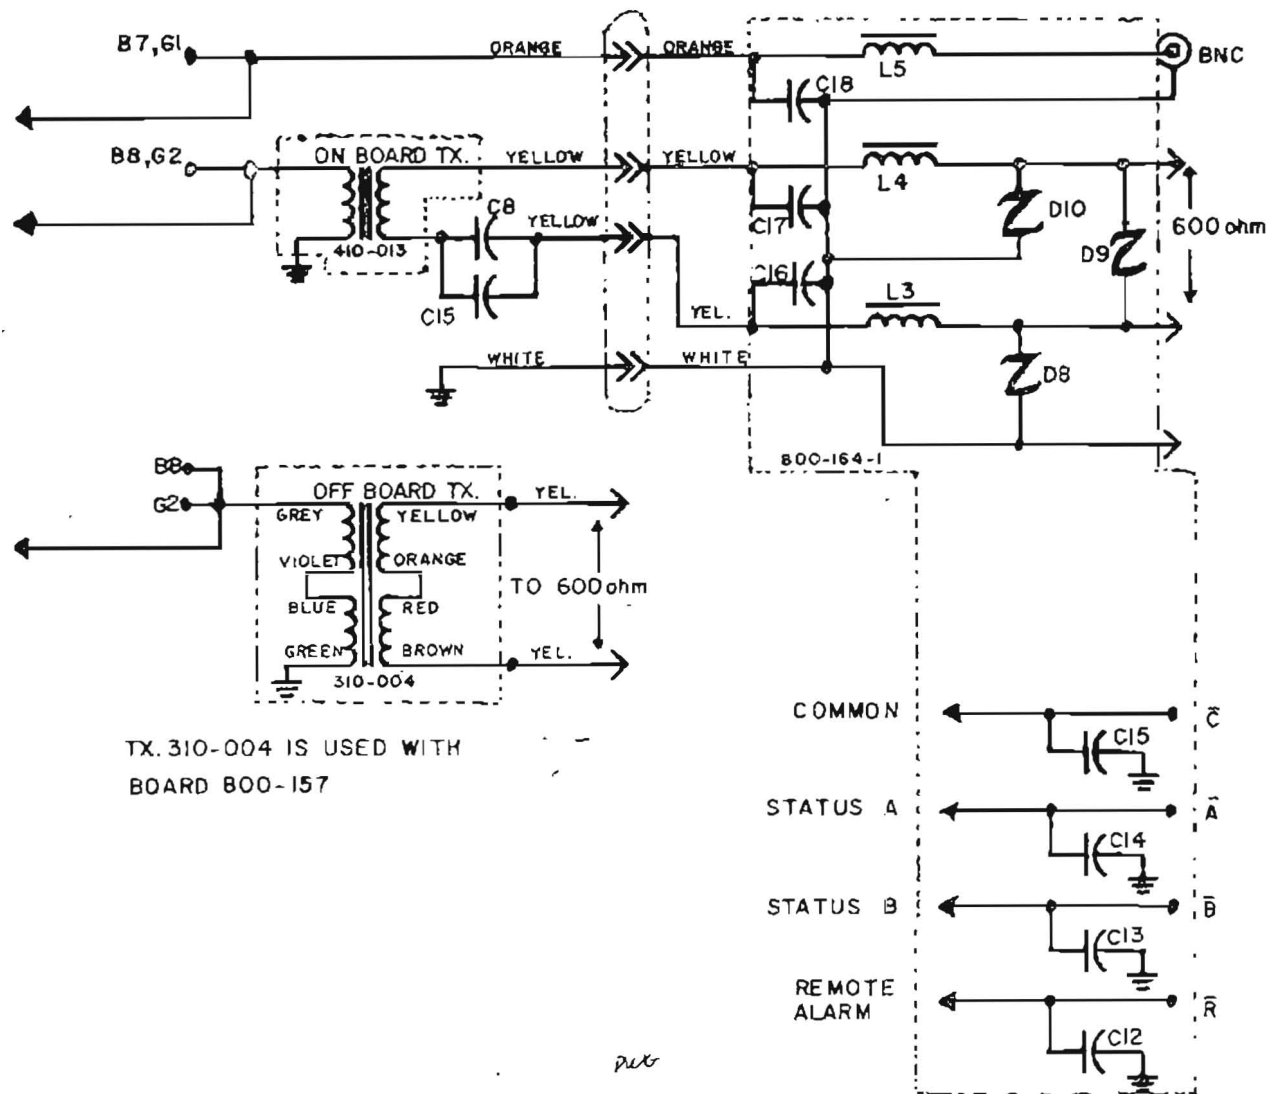 B7,G1
ORANGE
ORANGE
BNC
L5
C18
B8,G2
ON BOARD TX.
YELLOW
YELLOW
L4
C8
YELLOW
C17
D10
600 ohm
410-013
D9
C16
C15
YEL.
L3
WHITE
WHITE
D8
800-164-1
B8
OFF BOARD TX.
YEL.
G2
GREY
YELLOW
VIOLET
ORANGE
TO 600 ohm
BLUE
RED
GREEN
BROWN
YEL.
310-004
TX. 310-004 IS USED WITH
BOARD 800-157
COMMON
C̄
C15
STATUS A
Ā
C14
STATUS B
B̄
C13
REMOTE
ALARM
R̄
C12